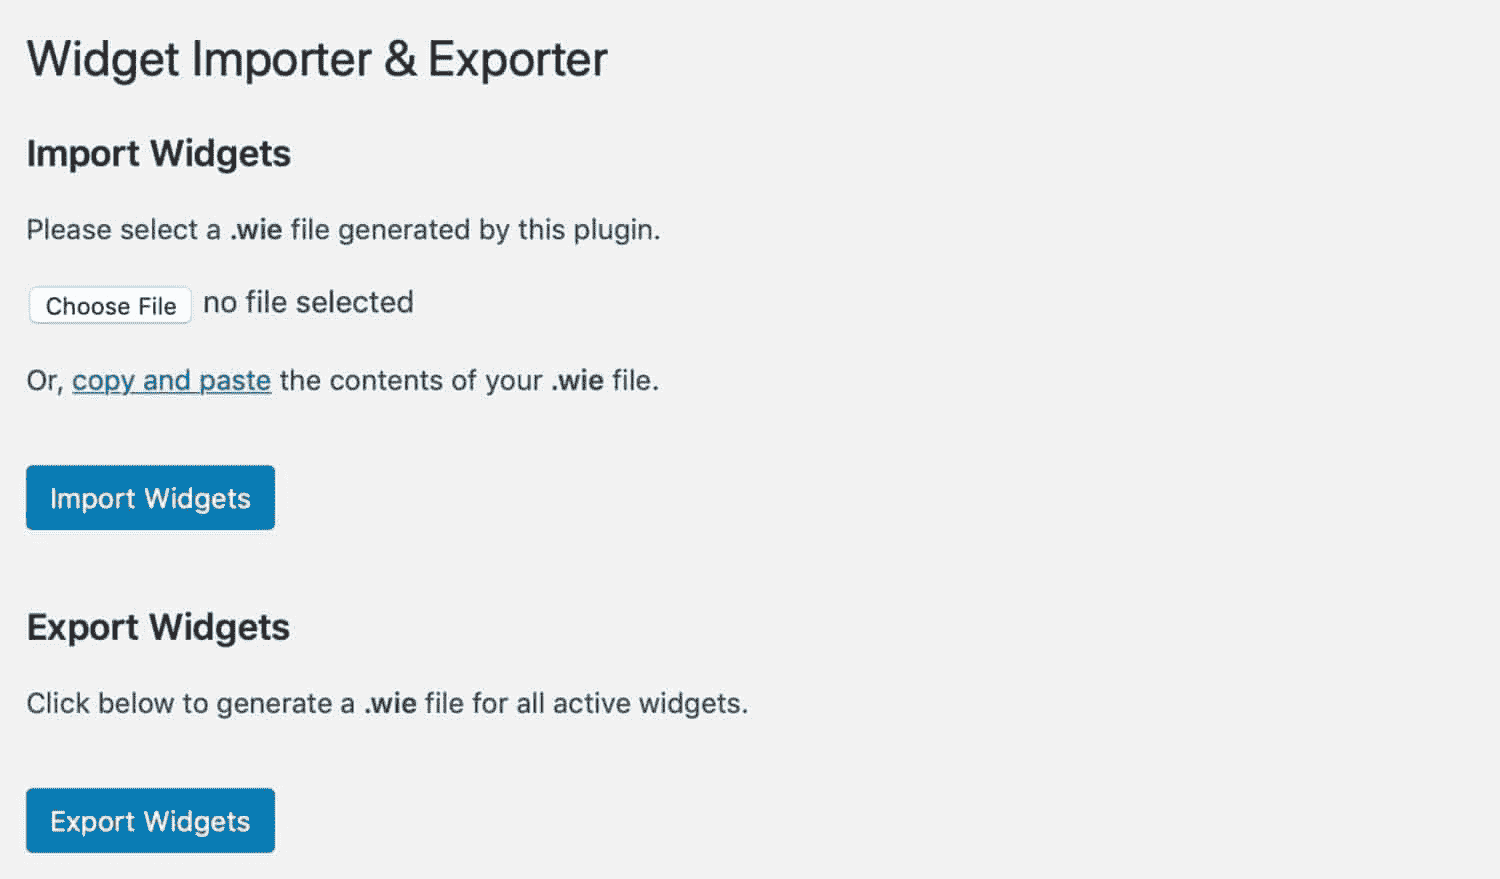 Widget Importer & Exporter
Import Widgets
Please select a .wie file generated by this plugin.
Choose File no file selected
Or, copy and paste the contents of your .wie file.
Import Widgets
Export Widgets
Click below to generate a .wie file for all active widgets.
Export Widgets